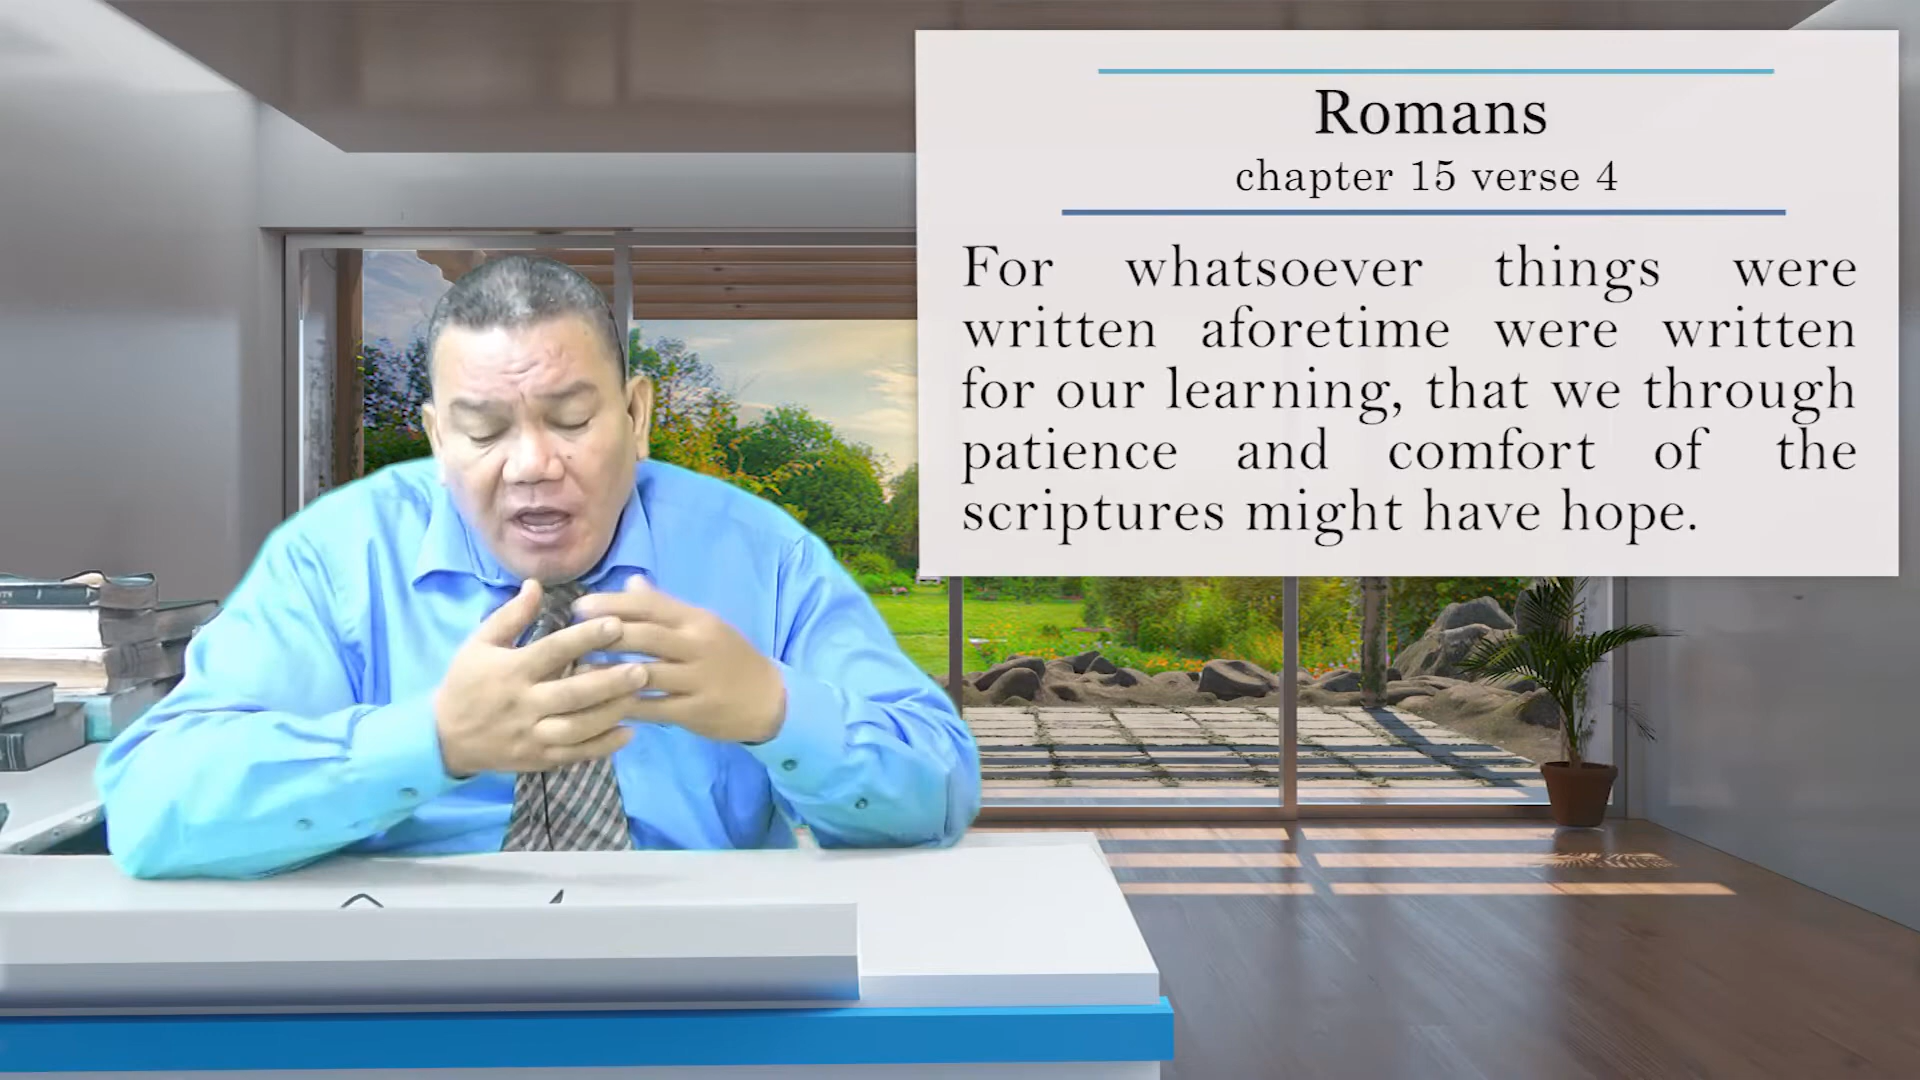 Romans
chapter 15 verse 4
For whatsoever things were
written aforetime were written
for our learning, that we through
patience and comfort of the
scriptures might have hope.